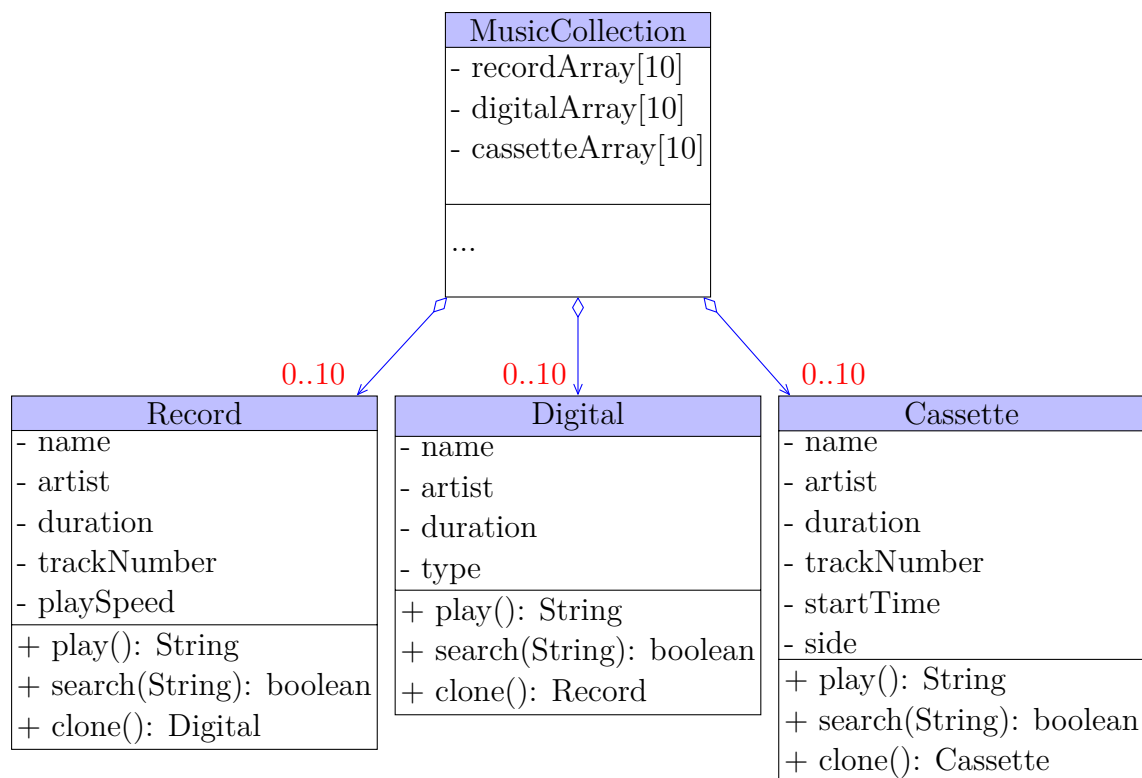 MusicCollection
- recordArray[10]
- digitalArray[10]
- cassetteArray[10]
...
0..10
0..10
0..10
Record
- name
- artist
- duration
- trackNumber
- playSpeed
+ play(): String
+ search(String): boolean
+ clone(): Digital
Digital
- name
- artist
- duration
- type
+ play(): String
+ search(String): boolean
+ clone(): Record
Cassette
- name
- artist
- duration
- trackNumber
- startTime
- side
+ play(): String
+ search(String): boolean
+ clone(): Cassette